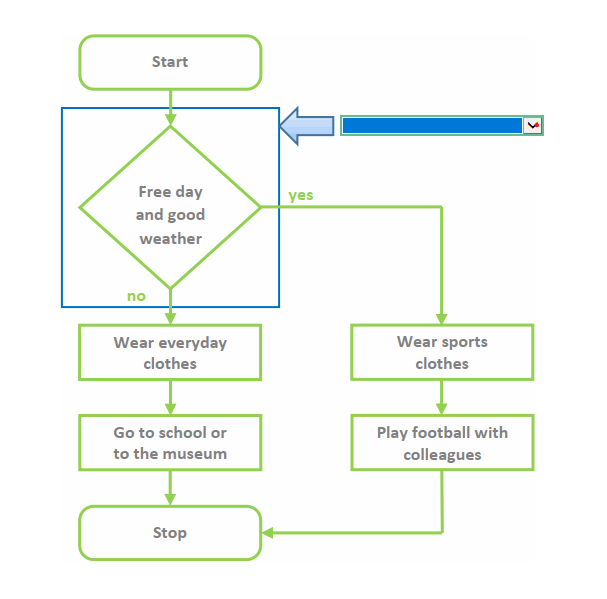 Start
Free day
and good
weather
yes
no
Wear everyday
clothes
Wear sports
clothes
Go to school or
to the museum
Play football with
colleagues
Stop